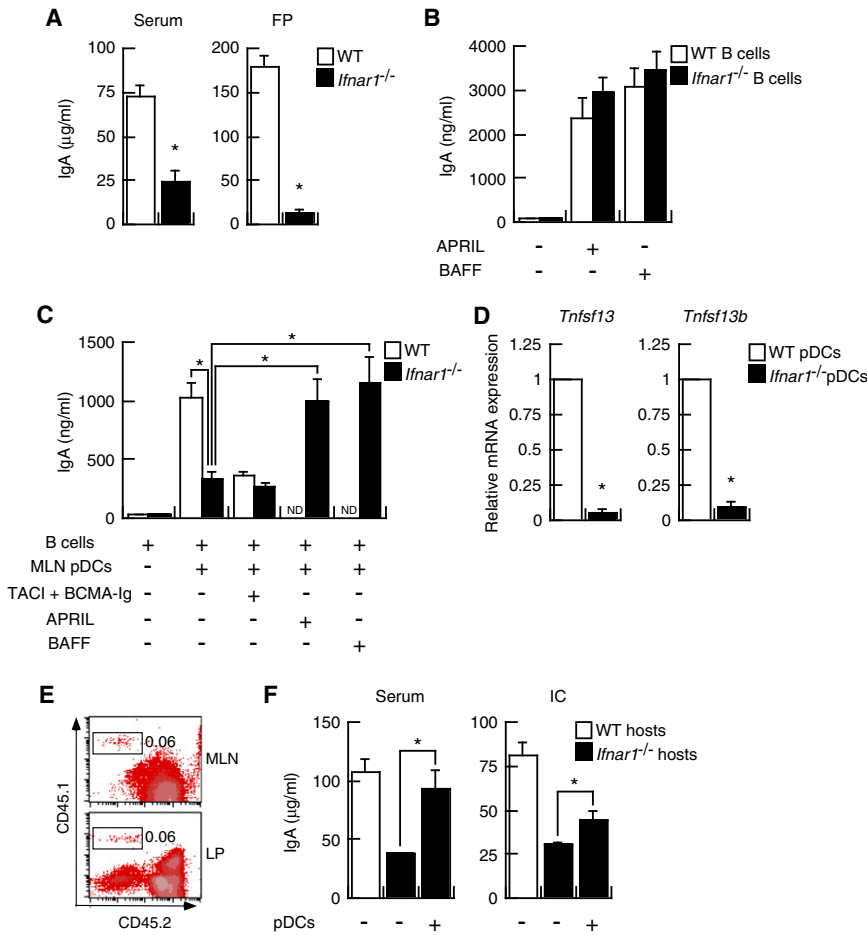 A
Serum
FP
WT
Ifnar1-/-
IgA (µg/ml)
100
75
50
25
0
*
200
150
100
50
0
*
B
WT B cells
Ifnar1-/- B cells
IgA (ng/ml)
4000
3000
2000
1000
0
APRIL - + -
BAFF - - +
C
WT
Ifnar1-/-
IgA (ng/ml)
1500
1000
500
0
*
*
*
ND
ND
B cells + + + + +
MLN pDCs - + + + +
TACI + BCMA-Ig - - + - -
APRIL - - - + -
BAFF - - - - +
D
Tnfsf13
Tnfsf13b
WT pDCs
Ifnar1-/-pDCs
Relative mRNA expression
1.25
1
0.75
0.5
0.25
0
*
1.25
1
0.75
0.5
0.25
0
*
E
0.06
MLN
0.06
LP
CD45.1
CD45.2
F
Serum
IC
WT hosts
Ifnar1-/- hosts
IgA (µg/ml)
150
100
50
0
*
100
75
50
25
0
*
pDCs - - + - - +